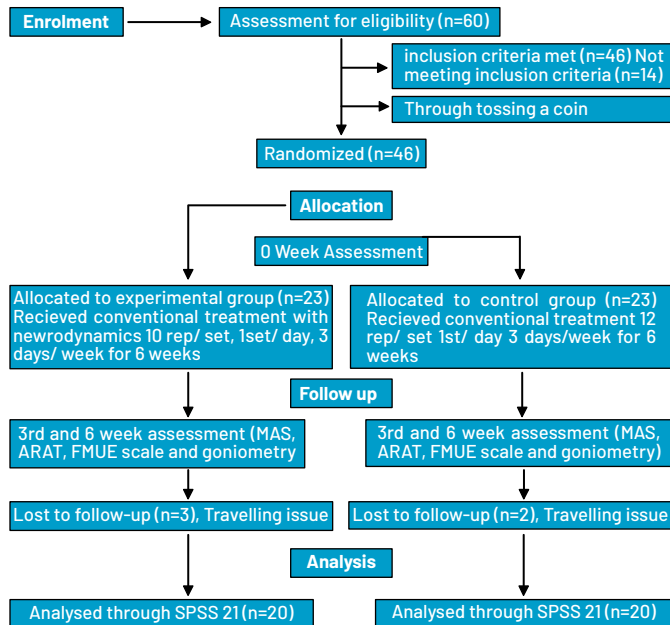 Enrolment
Assessment for eligibility (n=60)
inclusion criteria met (n=46) Not
meeting inclusion criteria (n=14)
Through tossing a coin
Randomized (n=46)
Allocation
0 Week Assessment
Allocated to experimental group (n=23)
Recieved conventional treatment with
newrodynamics 10 rep/ set, 1set/ day, 3
days/ week for 6 weeks
Allocated to control group (n=23)
Recieved conventional treatment 12
rep/ set 1st/ day 3 days/week for 6
weeks
Follow up
3rd and 6 week assessment (MAS,
ARAT, FMUE scale and goniometry
3rd and 6 week assessment (MAS,
ARAT, FMUE scale and goniometry)
Lost to follow-up (n=3), Travelling issue
Lost to follow-up (n=2), Travelling issue
Analysis
Analysed through SPSS 21 (n=20)
Analysed through SPSS 21 (n=20)